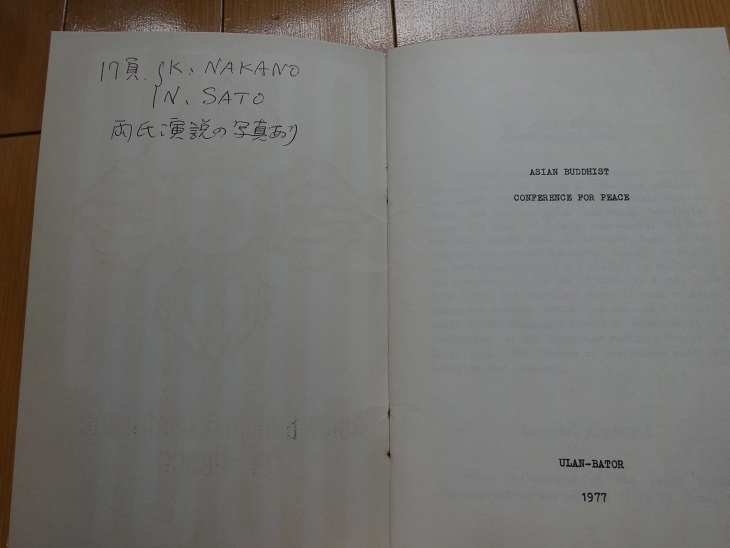 17頁. {K、NAKANO
N、SATO
両氏演説の写真あり
ASIAN BUDDHIST
CONFERENCE FOR PEACE
ULAN-BATOR
1977